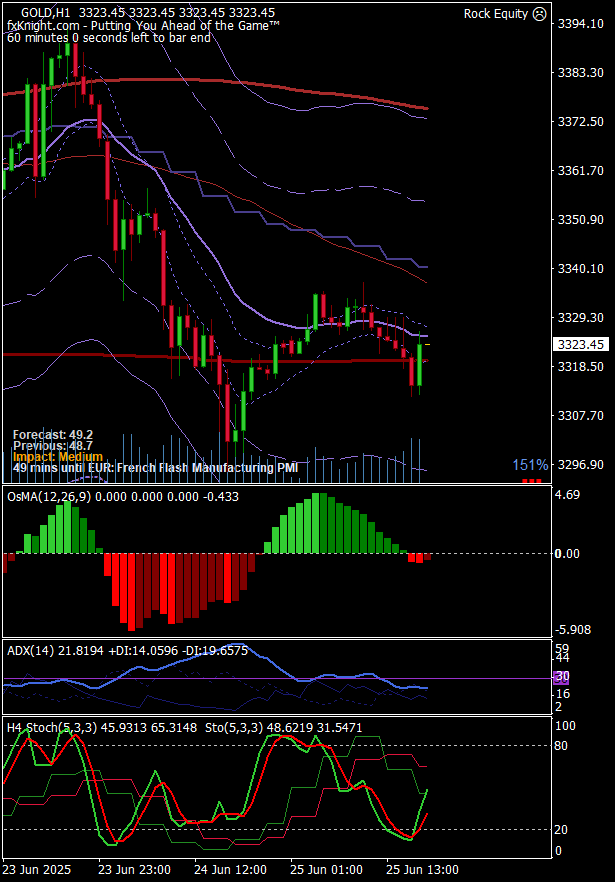 GOLD,H1 3323.45 3323.45 3323.45 3323.45
Rock Equity ☹
fxKnight.com - Putting You Ahead of the Game™
60 minutes 0 seconds left to bar end
3394.10
3383.30
3372.50
3361.70
3350.90
3340.10
3329.30
3323.45
3318.50
3307.70
3296.90
Forecast: 49.2
Previous: 48.7
Impact: Medium
49 mins until EUR: French Flash Manufacturing PMI
151%
OsMA(12,26,9) 0.000 0.000 0.000 -0.433
4.69
0.00
-5.908
ADX(14) 21.8194 +DI:14.0596 -DI:19.6575
59
44
30
16
2
H4 Stoch(5,3,3) 45.9313 65.3148 Sto(5,3,3) 48.6219 31.5471
100
80
20
0
23 Jun 2025
23 Jun 23:00
24 Jun 12:00
25 Jun 01:00
25 Jun 13:00